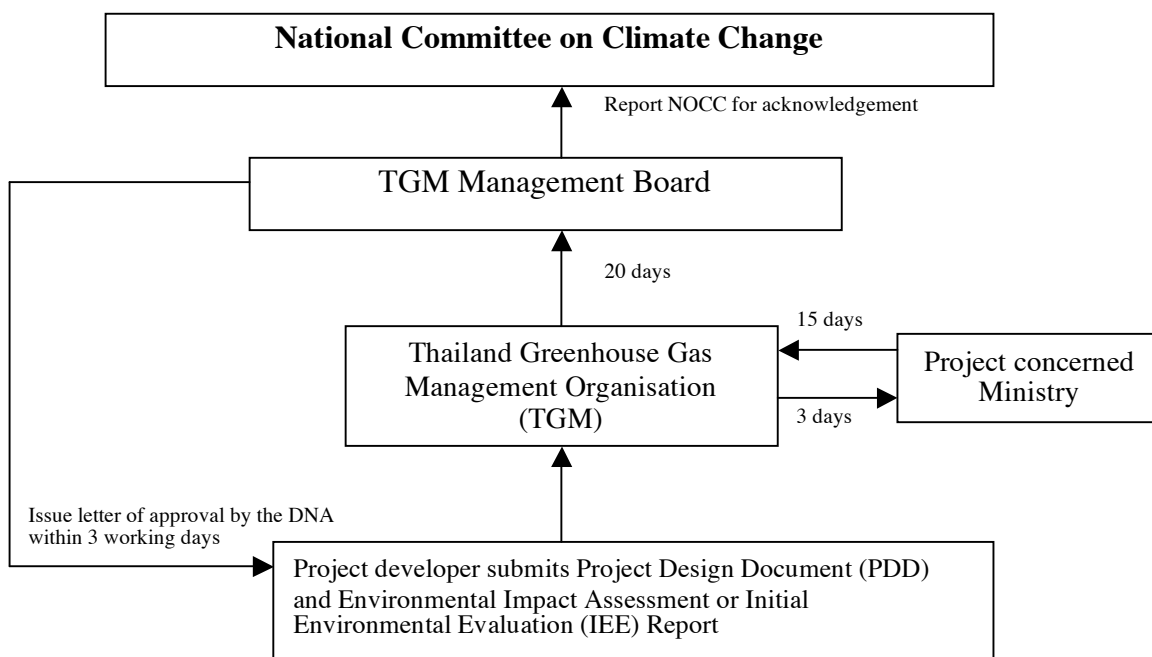 National Committee on Climate Change
Report NOCC for acknowledgement
TGM Management Board
20 days
15 days
Thailand Greenhouse Gas
Management Organisation
(TGM)
Project concerned
Ministry
3 days
Issue letter of approval by the DNA
within 3 working days
Project developer submits Project Design Document (PDD)
and Environmental Impact Assessment or Initial
Environmental Evaluation (IEE) Report